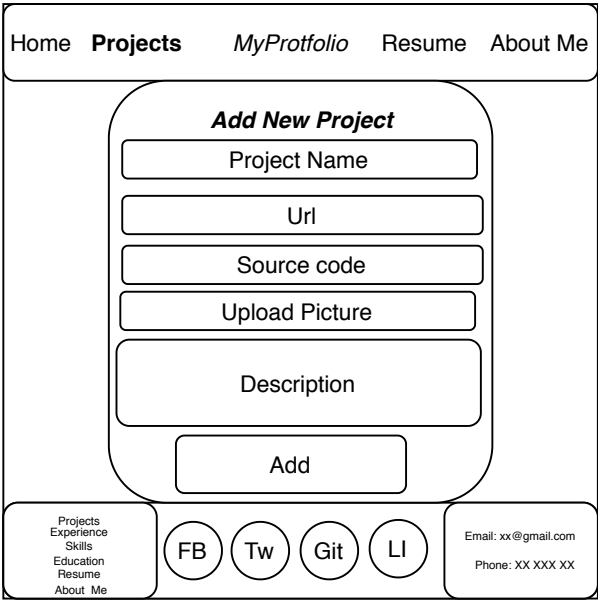 Home Projects MyProtfolio Resume About Me
Add New Project
Project Name
Url
Source code
Upload Picture
Description
Add
Projects
Experience
Skills
Education
Resume
About Me
FB Tw Git LI
Email: xx@gmail.com
Phone: XX XXX XX